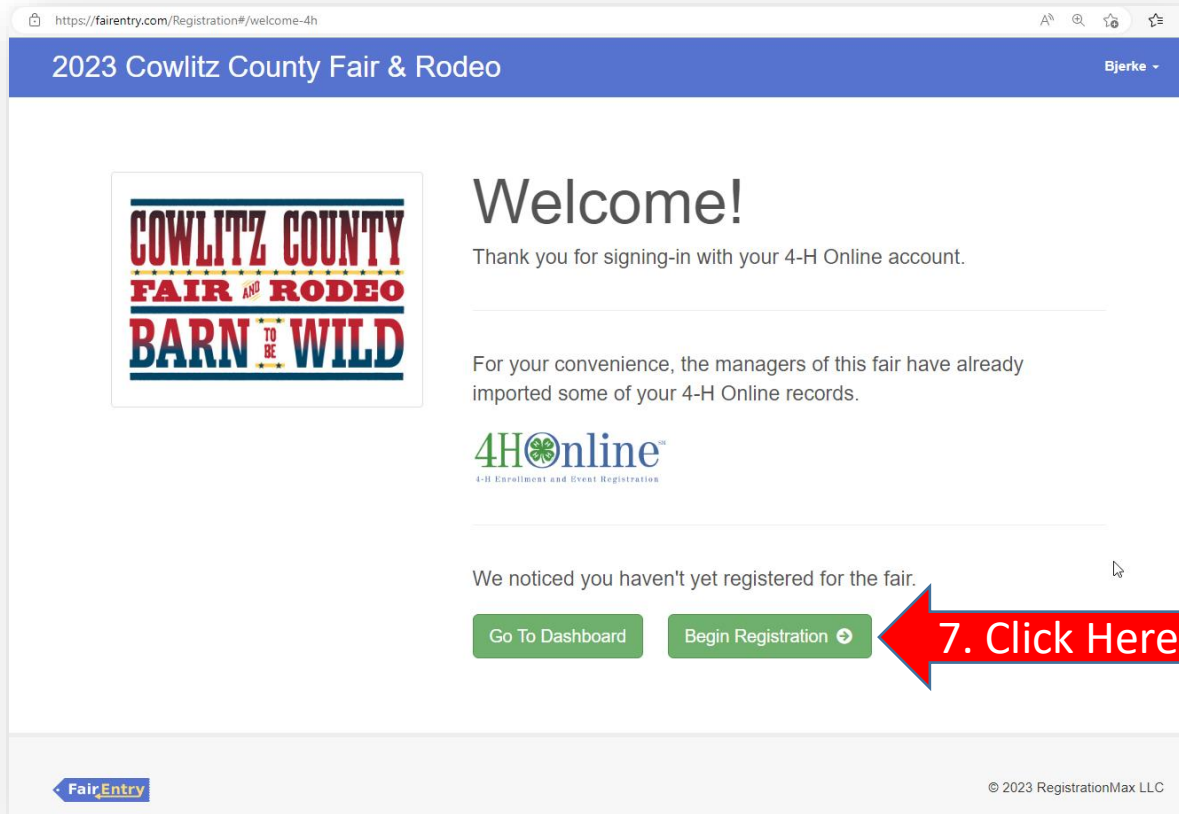 https://fairentry.com/Registration#/welcome-4h
2023 Cowlitz County Fair & Rodeo
Bjerke
COWLITZ COUNTY
FAIR AND RODEO
BARN TO BE WILD
Welcome!
Thank you for signing-in with your 4-H Online account.
For your convenience, the managers of this fair have already
imported some of your 4-H Online records.
4HOnline℠
4-H Enrollment and Event Registration
We noticed you haven't yet registered for the fair.
Go To Dashboard
Begin Registration
7. Click Here
FairEntry
© 2023 RegistrationMax LLC